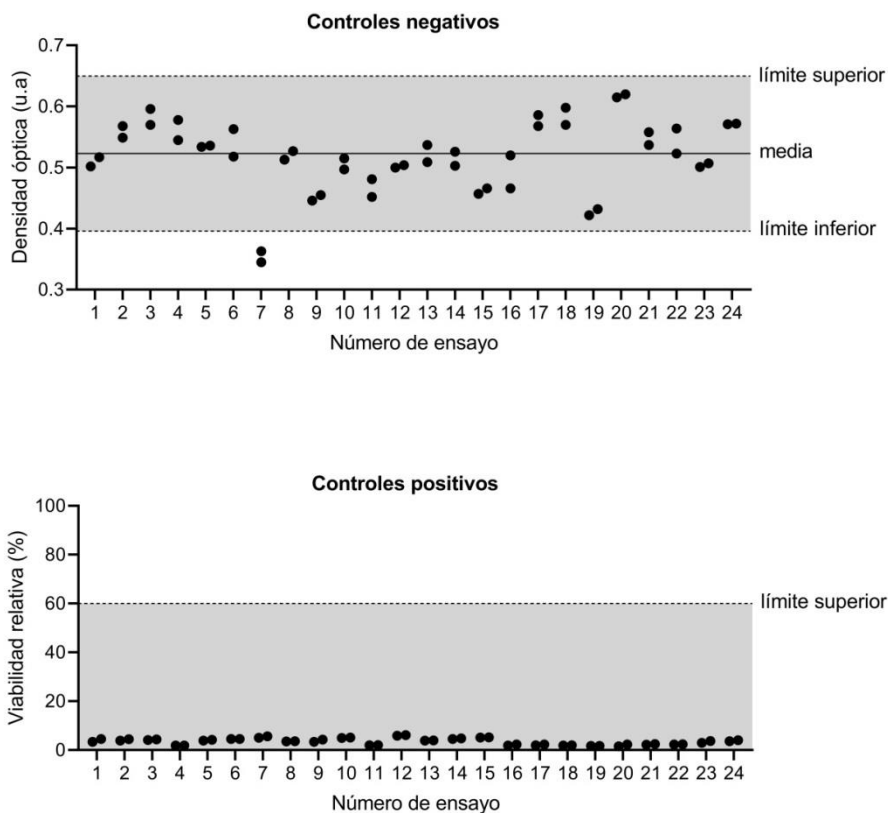 Controles negativos
0.7
0.6
0.5
0.4
0.3
Densidad óptica (u.a)
límite superior
media
límite inferior
1 2 3 4 5 6 7 8 9 10 11 12 13 14 15 16 17 18 19 20 21 22 23 24
Número de ensayo
Controles positivos
100
80
60
40
20
0
Viabilidad relativa (%)
límite superior
1 2 3 4 5 6 7 8 9 10 11 12 13 14 15 16 17 18 19 20 21 22 23 24
Número de ensayo